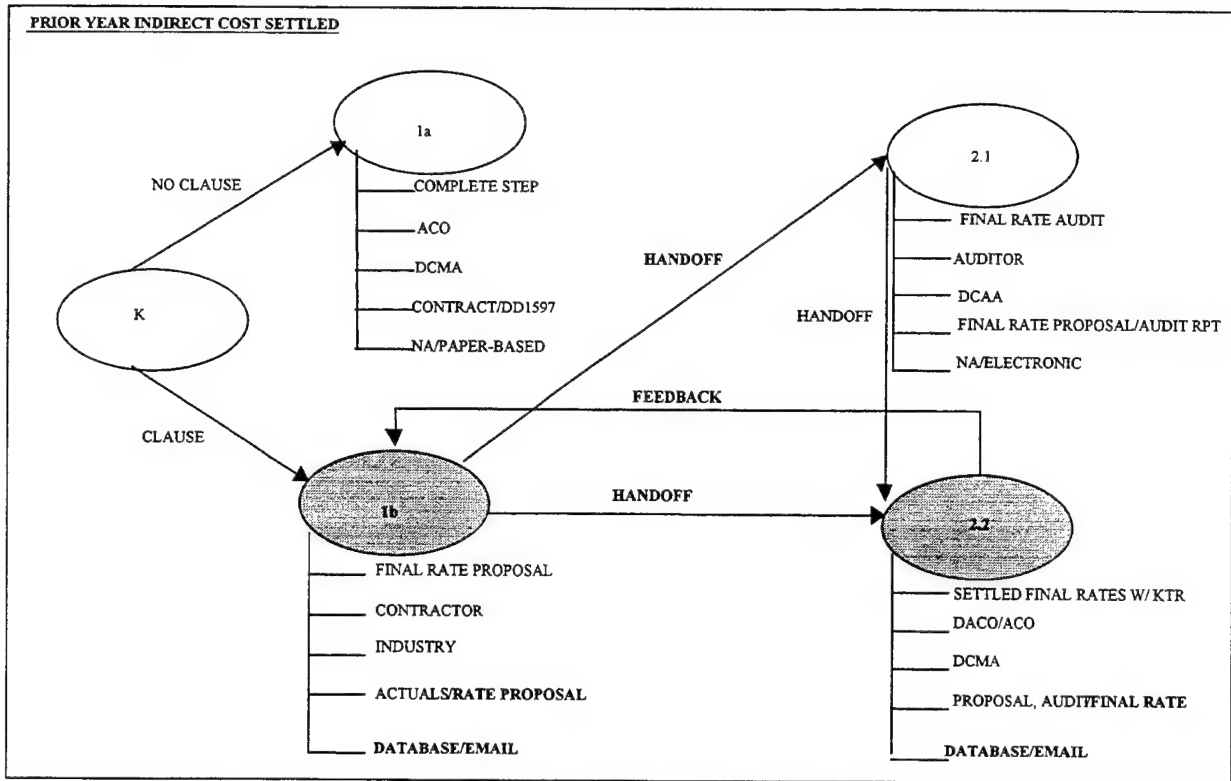 PRIOR YEAR INDIRECT COST SETTLED
1a
NO CLAUSE
COMPLETE STEP
ACO
DCMA
CONTRACT/DD1597
NA/PAPER-BASED
K
CLAUSE
HANDOFF
2.1
FINAL RATE AUDIT
AUDITOR
DCAA
FINAL RATE PROPOSAL/AUDIT RPT
NA/ELECTRONIC
HANDOFF
FEEDBACK
1b
HANDOFF
2.2
FINAL RATE PROPOSAL
CONTRACTOR
INDUSTRY
ACTUALS/RATE PROPOSAL
DATABASE/EMAIL
SETTLED FINAL RATES W/ KTR
DACO/ACO
DCMA
PROPOSAL, AUDIT/FINAL RATE
DATABASE/EMAIL